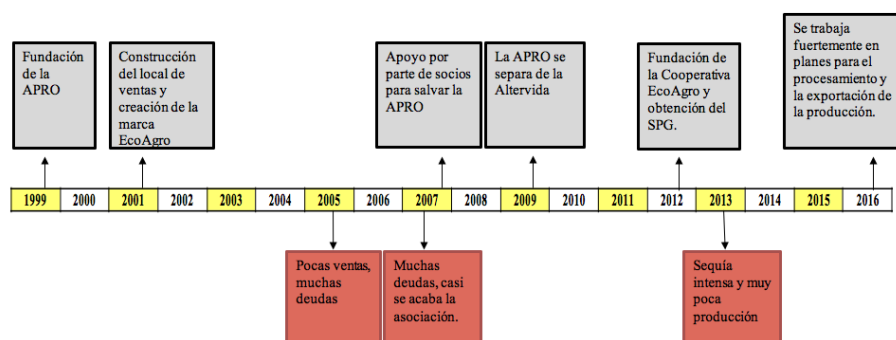 Fundación
de la
APRO
Construcción
del local de
ventas y
creación de la
marca
EcoAgro
Apoyo por
parte de socios
para salvar la
APRO
La APRO se
separa de la
Altervida
Fundación de
la Cooperativa
EcoAgro y
obtención del
SPG.
Se trabaja
fuertemente en
planes para el
procesamiento y
la exportación de
la producción.
1999 2000 2001 2002 2003 2004 2005 2006 2007 2008 2009 2010 2011 2012 2013 2014 2015 2016
Pocas ventas,
muchas
deudas
Muchas
deudas, casi
se acaba la
asociación.
Sequía
intensa y muy
poca
producción